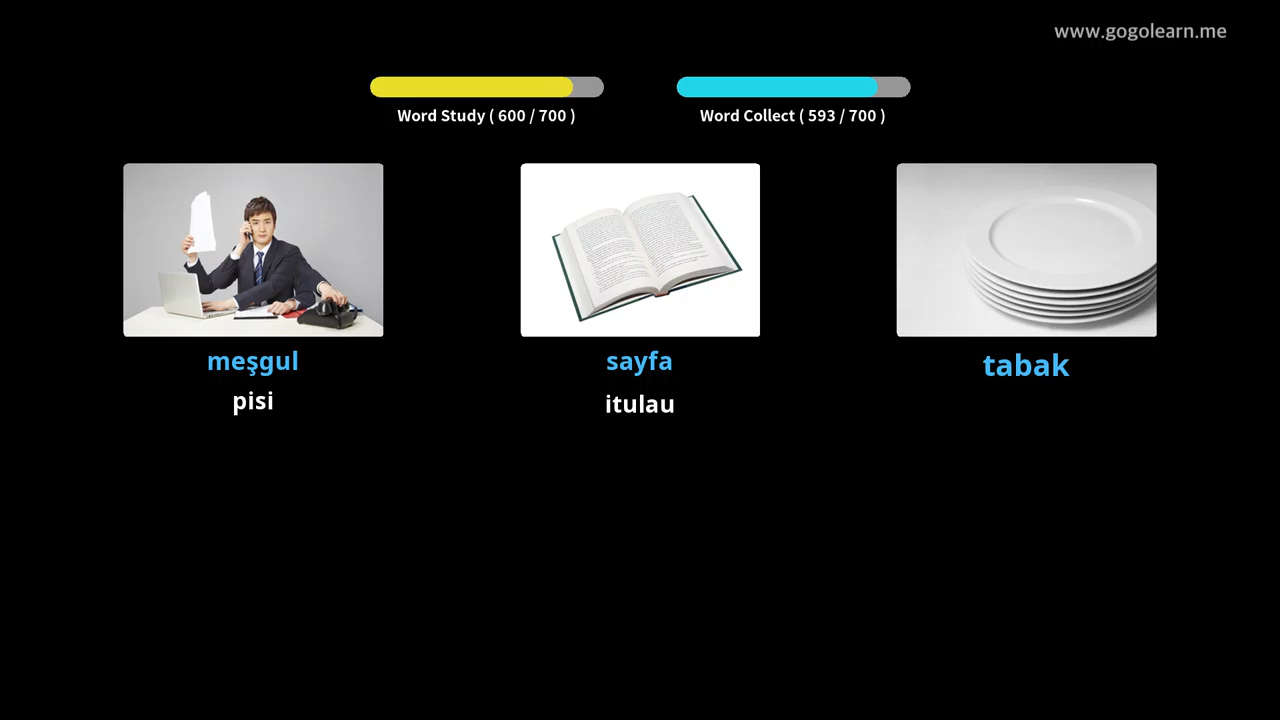 www.gogolearn.me
Word Study ( 600 / 700 )
Word Collect ( 593 / 700 )
meşgul
pisi
sayfa
itulau
tabak